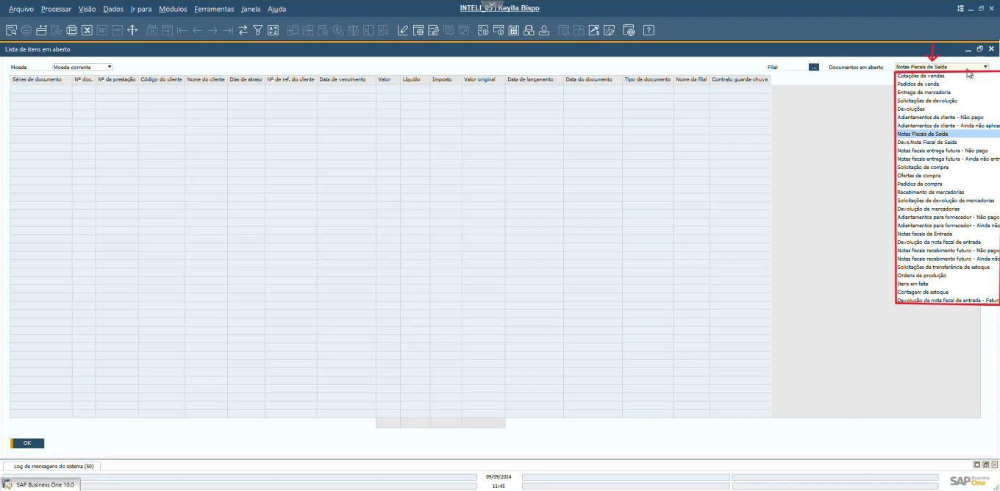 Arquivo Processar Visão Dados Ir para Módulos Ferramentas Janela Ajuda
INTELI_05 | Keylla Bispo
Lista de itens em aberto
Moeda Moeda corrente Filial ... Documentos em aberto Notas Fiscais de Saída
Séries de documento Nº doc. Nº da prestação Código do cliente Nome do cliente Dias de atraso Nº de ref. do cliente Data de vencimento Valor Líquido Imposto Valor original Data de lançamento Data do documento Tipo de documento Nome da filial Contrato guarda-chuva
Cotações de vendas
Pedidos de venda
Entrega de mercadoria
Solicitações de devolução
Devoluções
Adiantamentos de cliente - Não pago
Adiantamentos de cliente - Ainda não aplica
Notas Fiscais de Saída
Devs.Nota Fiscal de Saída
Notas fiscais entrega futura - Não pago
Notas fiscais entrega futura - Ainda não entr
Solicitação de compra
Ofertas de compra
Pedidos de compra
Recebimento de mercadorias
Solicitações de devolução de mercadorias
Devolução de mercadorias
Adiantamentos para fornecedor - Não pago
Adiantamentos para fornecedor - Ainda não
Notas fiscais de Entrada
Devolução da nota fiscal de entrada
Notas fiscais recebimento futuro - Não pago
Notas fiscais recebimento futuro - Ainda não
Solicitações de transferência de estoque
Ordens de produção
Itens em falta
Contagem de estoque
Devolução da nota fiscal de entrada - Fatur
OK
Log de mensagens do sistema (50)
09/09/2024
11:45
SAP Business One 10.0
SAP Business One